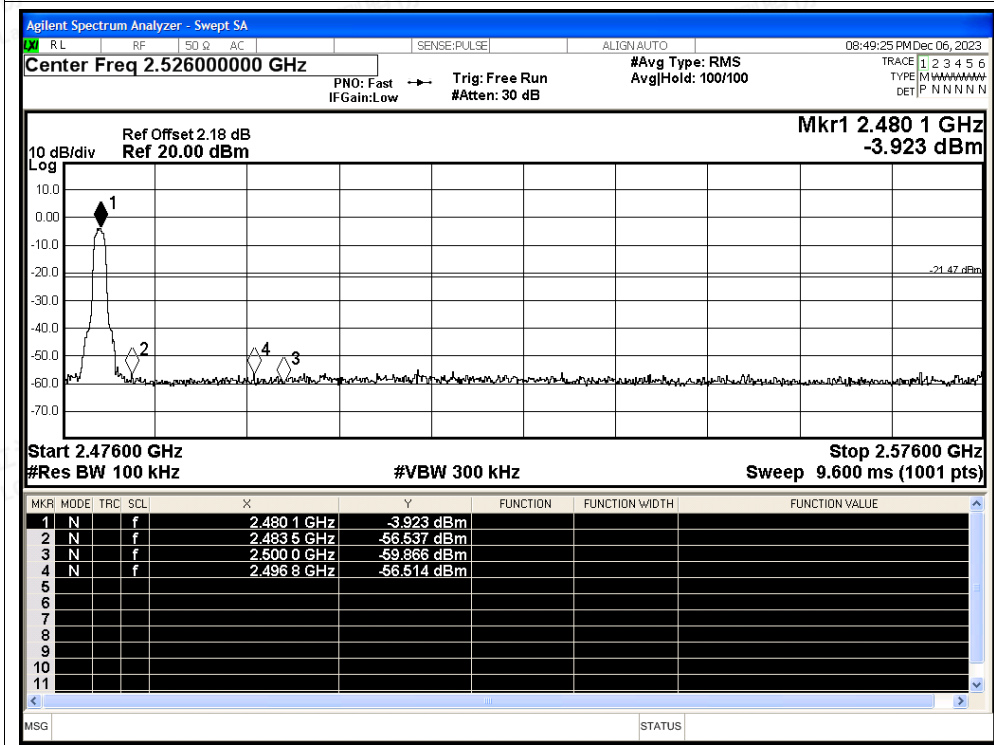 Agilent Spectrum Analyzer - Swept SA
LXI RL RF 50 Ω AC SENSE:PULSE ALIGN AUTO 08:49:25 PM Dec 06, 2023
Center Freq 2.526000000 GHz
PNO: Fast Trig: Free Run
IFGain:Low #Atten: 30 dB
#Avg Type: RMS
Avg|Hold: 100/100
TRACE 1 2 3 4 5 6
TYPE M
DET P N N N N N
Mkr1 2.480 1 GHz
-3.923 dBm
Ref Offset 2.18 dB
10 dB/div Ref 20.00 dBm
Log
10.0
0.00
-10.0
-20.0
-30.0
-40.0
-50.0
-60.0
-70.0
1
2
4
3
-21.47 dBm
Start 2.47600 GHz Stop 2.57600 GHz
#Res BW 100 kHz #VBW 300 kHz Sweep 9.600 ms (1001 pts)
MKR MODE TRC SCL X Y FUNCTION FUNCTION WIDTH FUNCTION VALUE
1 N f 2.480 1 GHz -3.923 dBm
2 N f 2.483 5 GHz -56.537 dBm
3 N f 2.500 0 GHz -59.866 dBm
4 N f 2.496 8 GHz -56.514 dBm
5
6
7
8
9
10
11
MSG STATUS